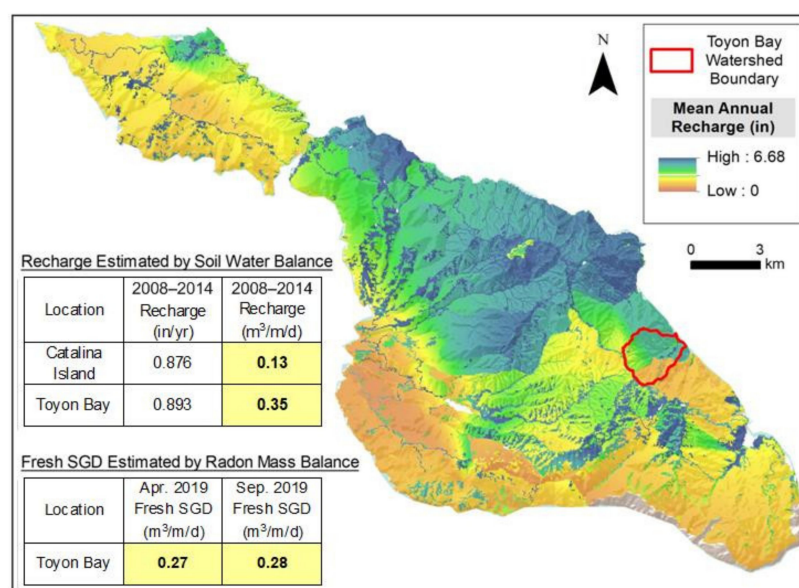 N
Toyon Bay
Watershed
Boundary
Mean Annual
Recharge (in)
High : 6.68
Low : 0
0 3
km
Recharge Estimated by Soil Water Balance
Location
2008–2014
Recharge
(in/yr)
2008–2014
Recharge
(m³/m/d)
Catalina
Island
0.876
0.13
Toyon Bay
0.893
0.35
Fresh SGD Estimated by Radon Mass Balance
Location
Apr. 2019
Fresh SGD
(m³/m/d)
Sep. 2019
Fresh SGD
(m³/m/d)
Toyon Bay
0.27
0.28